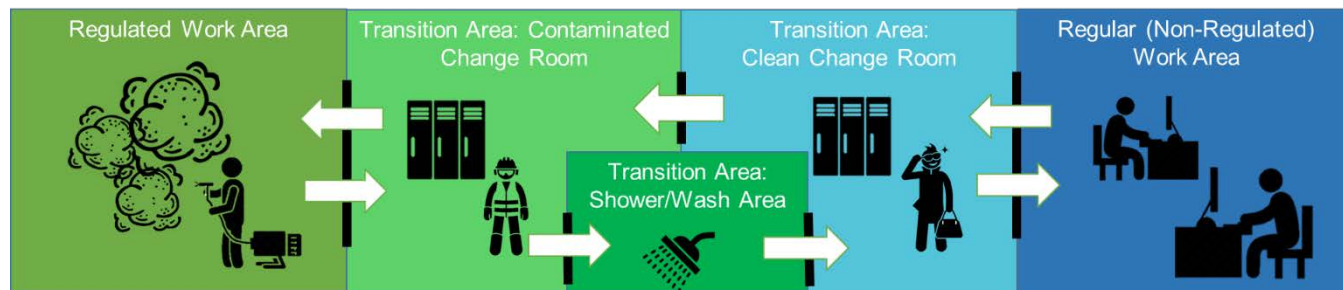 Regulated Work Area
Transition Area: Contaminated
Change Room
Transition Area:
Shower/Wash Area
Transition Area:
Clean Change Room
Regular (Non-Regulated)
Work Area